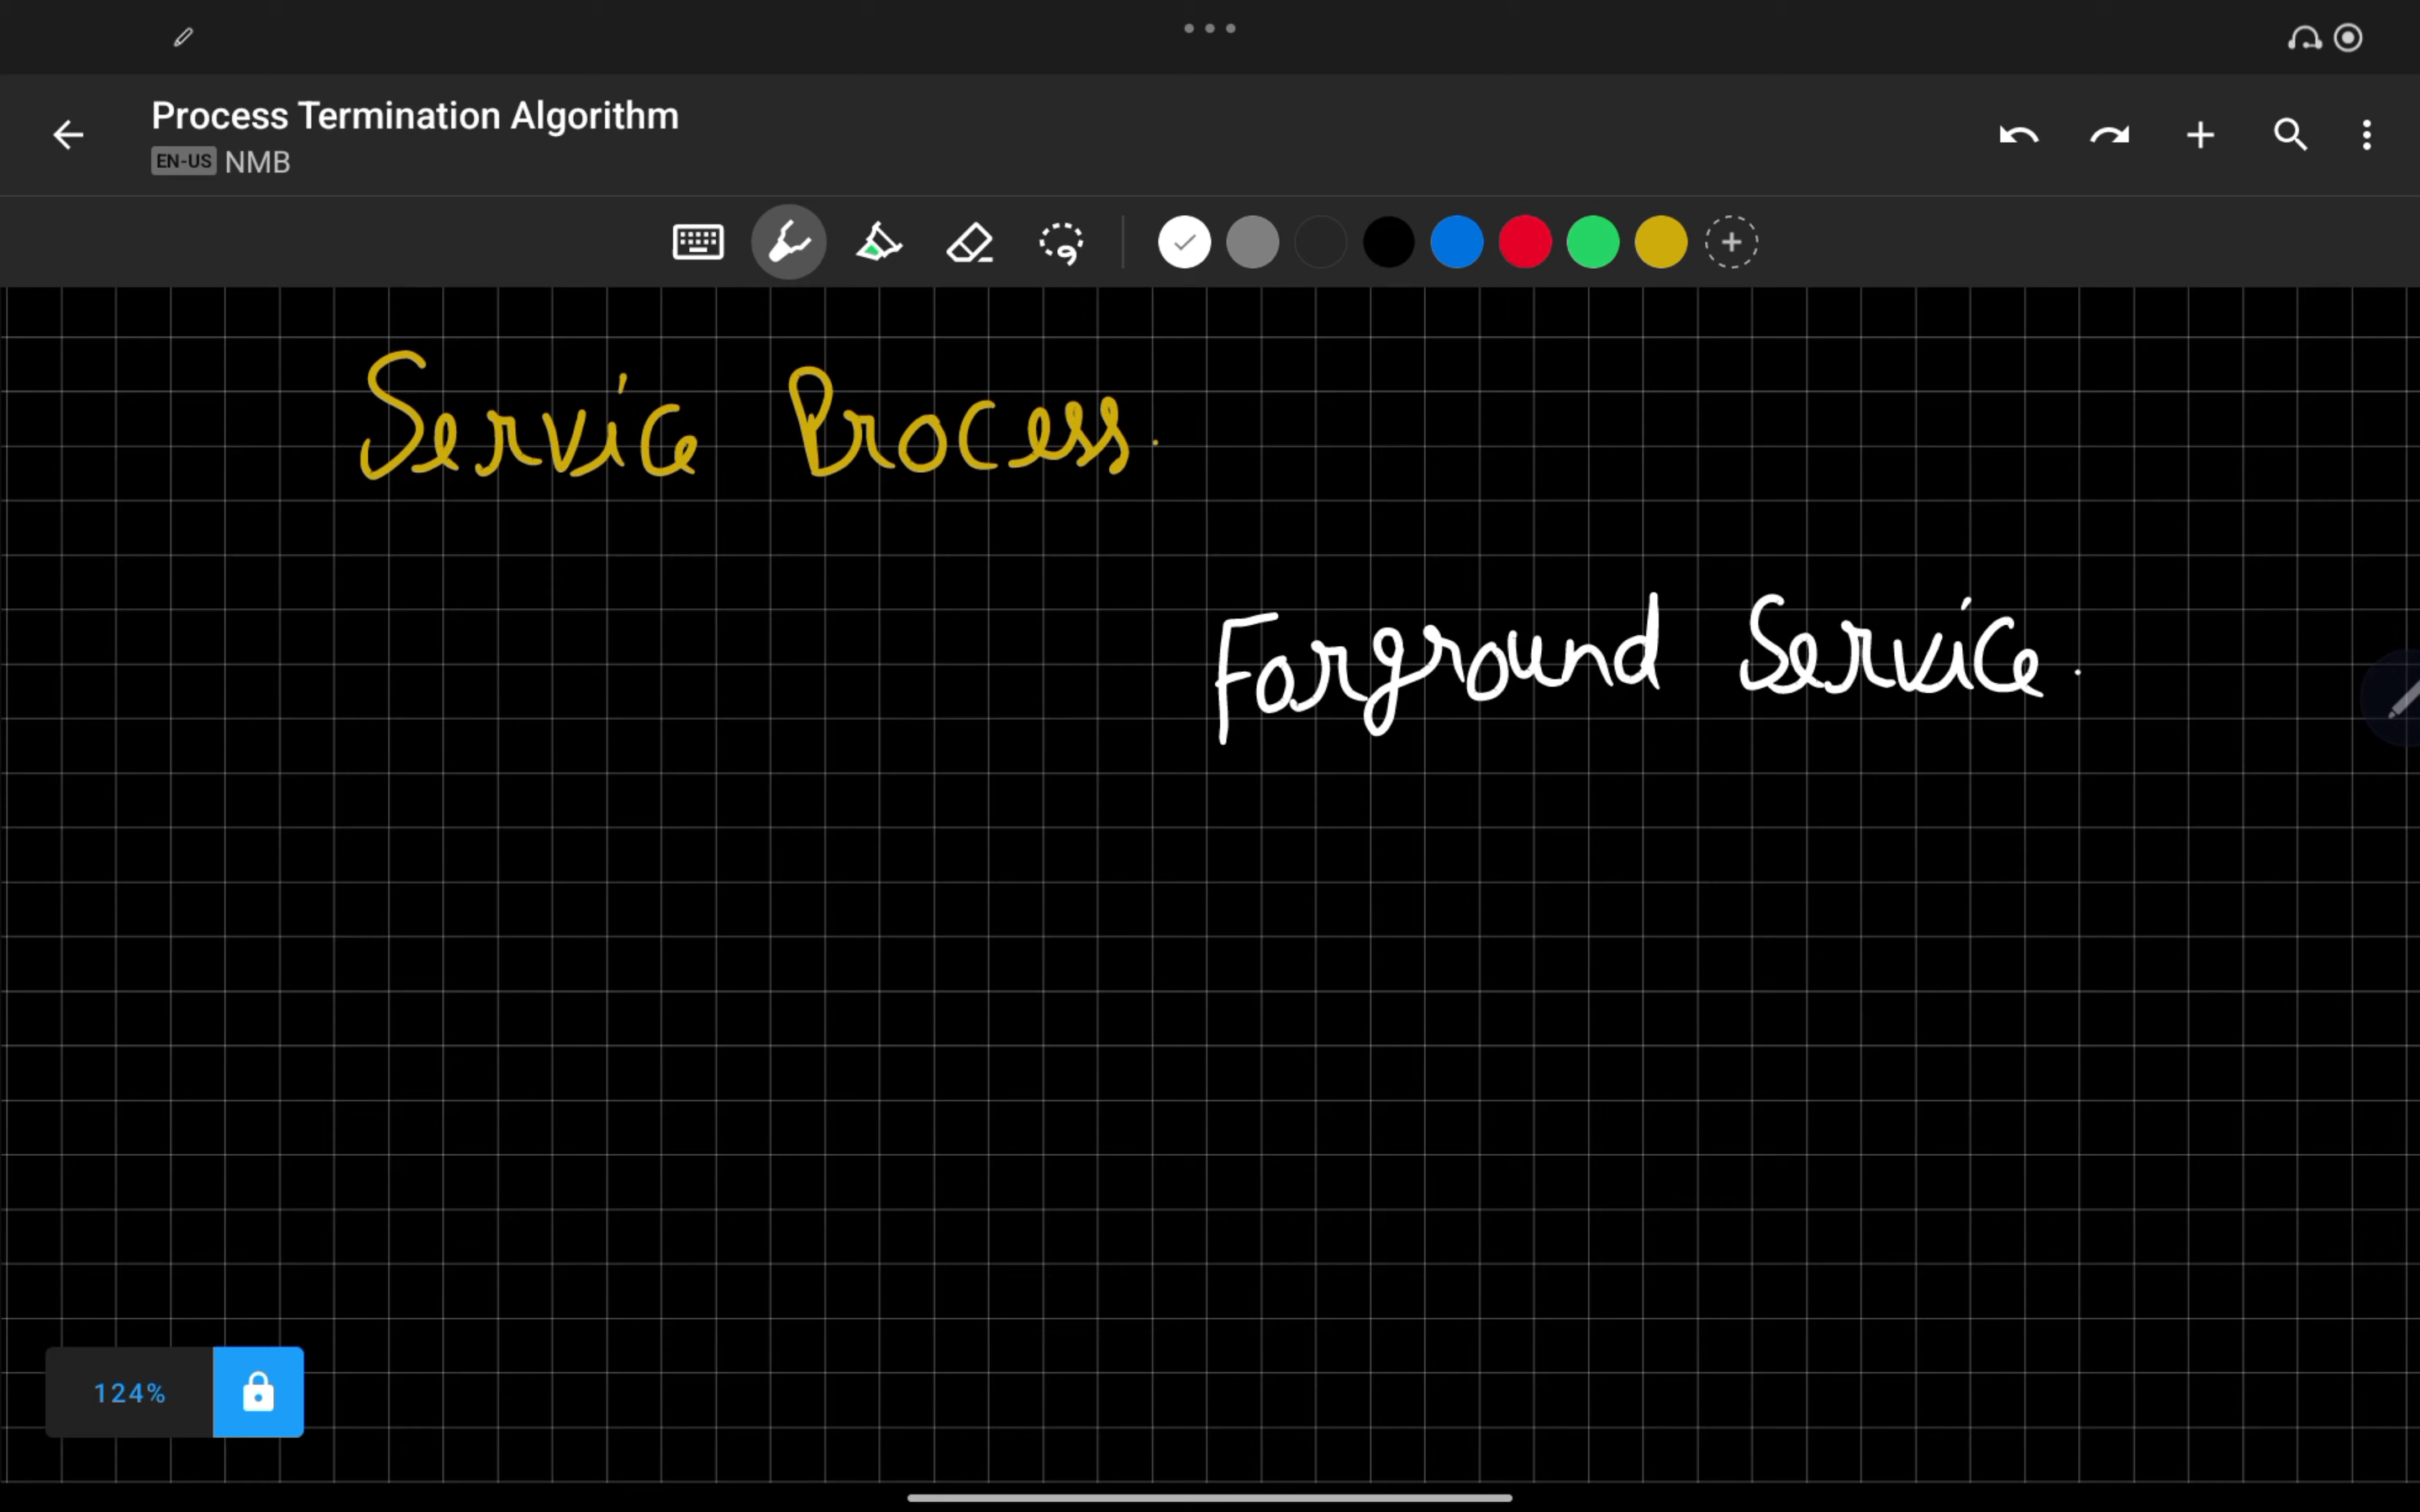 Process Termination Algorithm
EN-US NMB
Service Process.
Forground Service.
124%